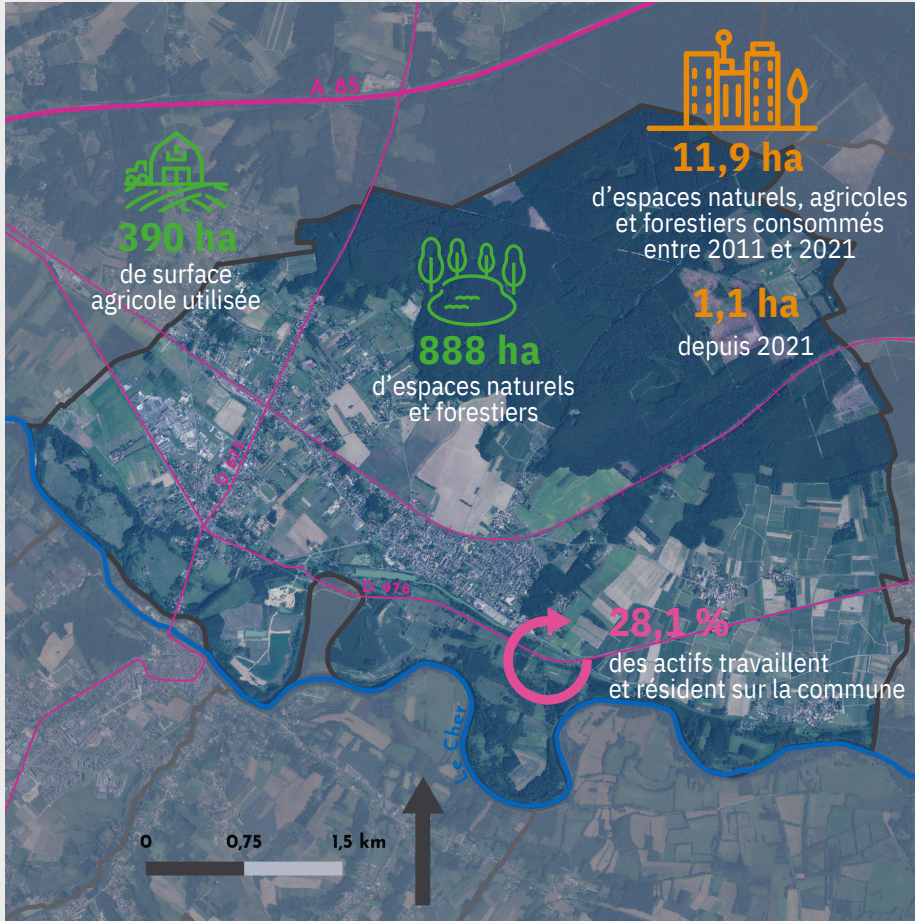 A 85
11,9 ha
d'espaces naturels, agricoles
et forestiers consommés
entre 2011 et 2021
1,1 ha
depuis 2021
390 ha
de surface
agricole utilisée
888 ha
d'espaces naturels
et forestiers
D 675
D 976
28,1 %
des actifs travaillent
et résident sur la commune
Le Cher
0 0,75 1,5 km